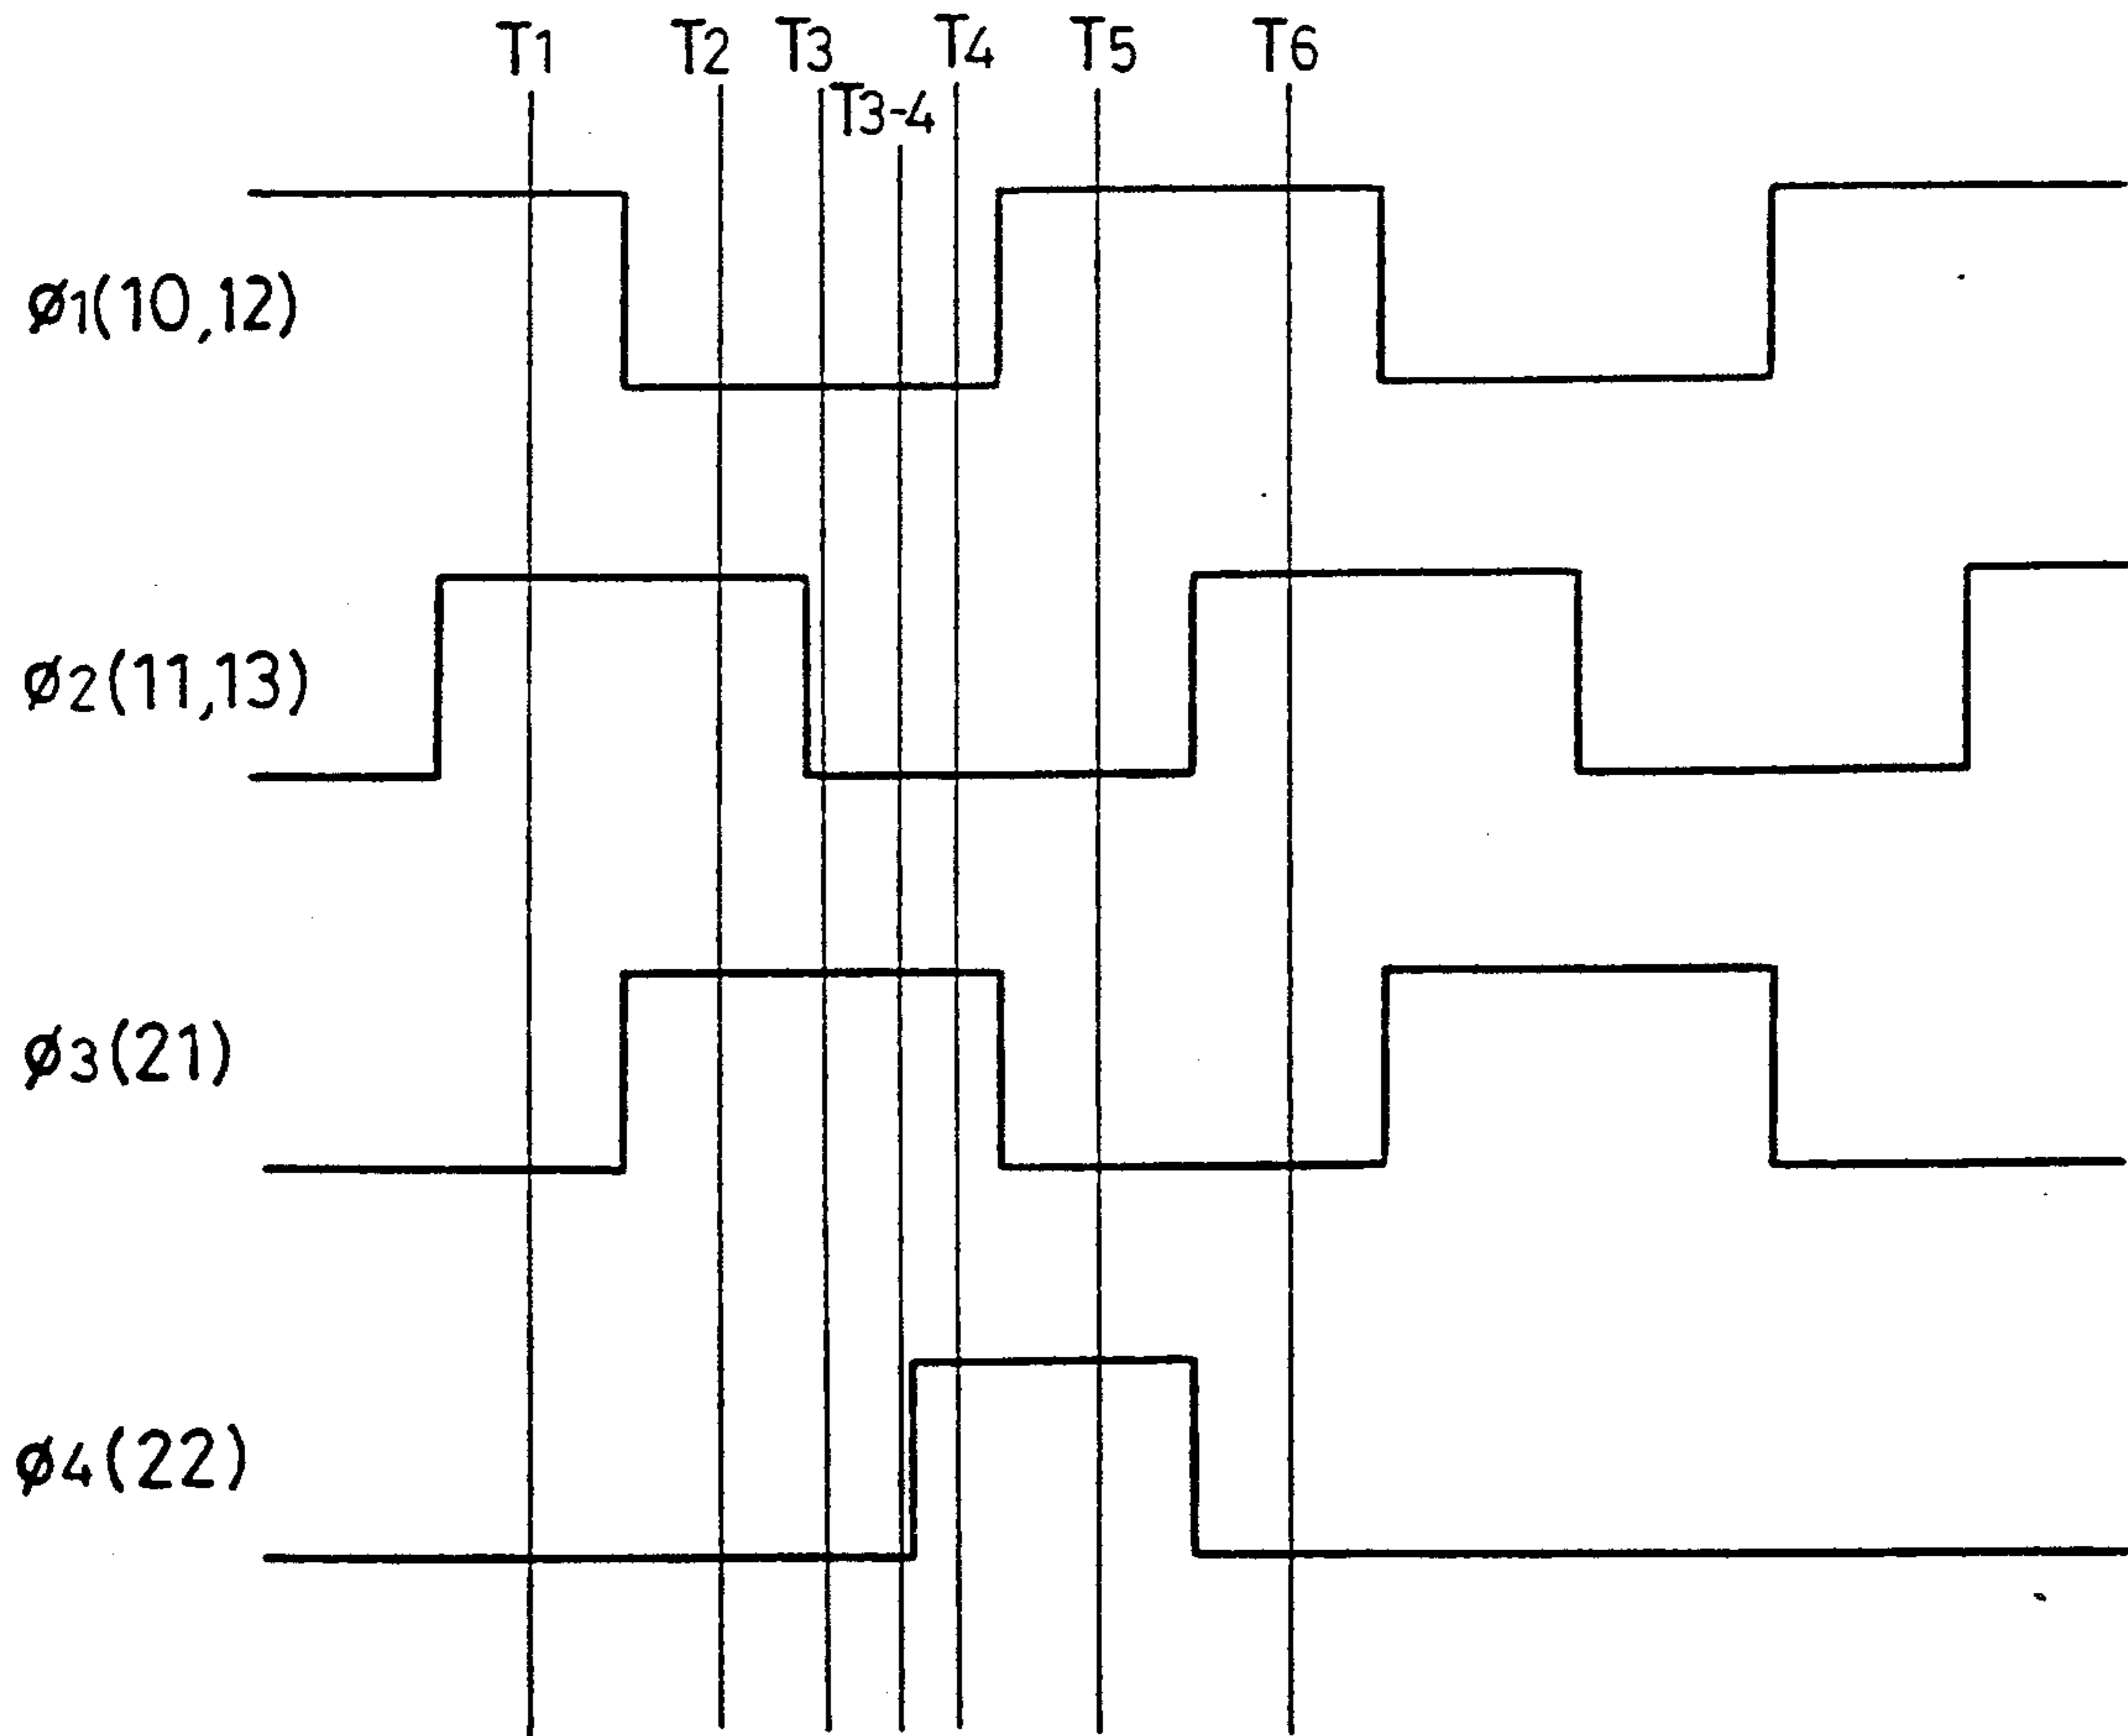 T1 T2 T3 T4 T5 T6
T3-4
ø1(10,12)
ø2(11,13)
ø3(21)
ø4(22)